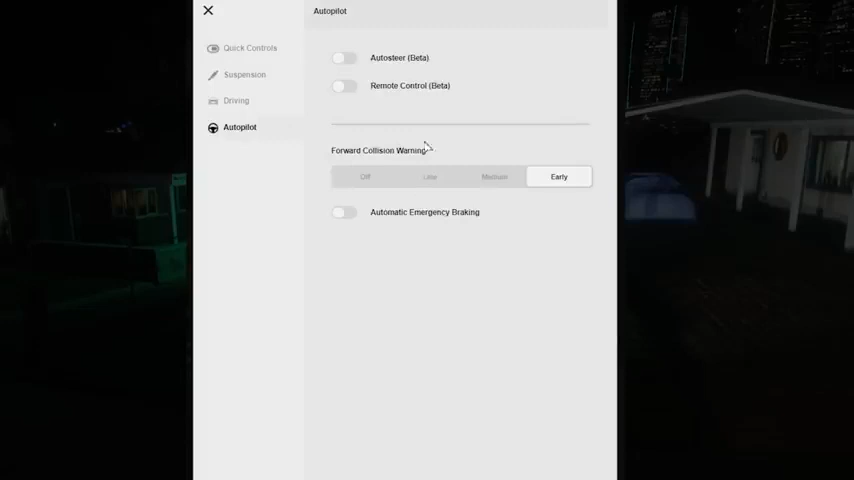 Autopilot
Quick Controls
Suspension
Driving
Autopilot
Autosteer (Beta)
Remote Control (Beta)
Forward Collision Warning
Off
Late
Medium
Early
Automatic Emergency Braking